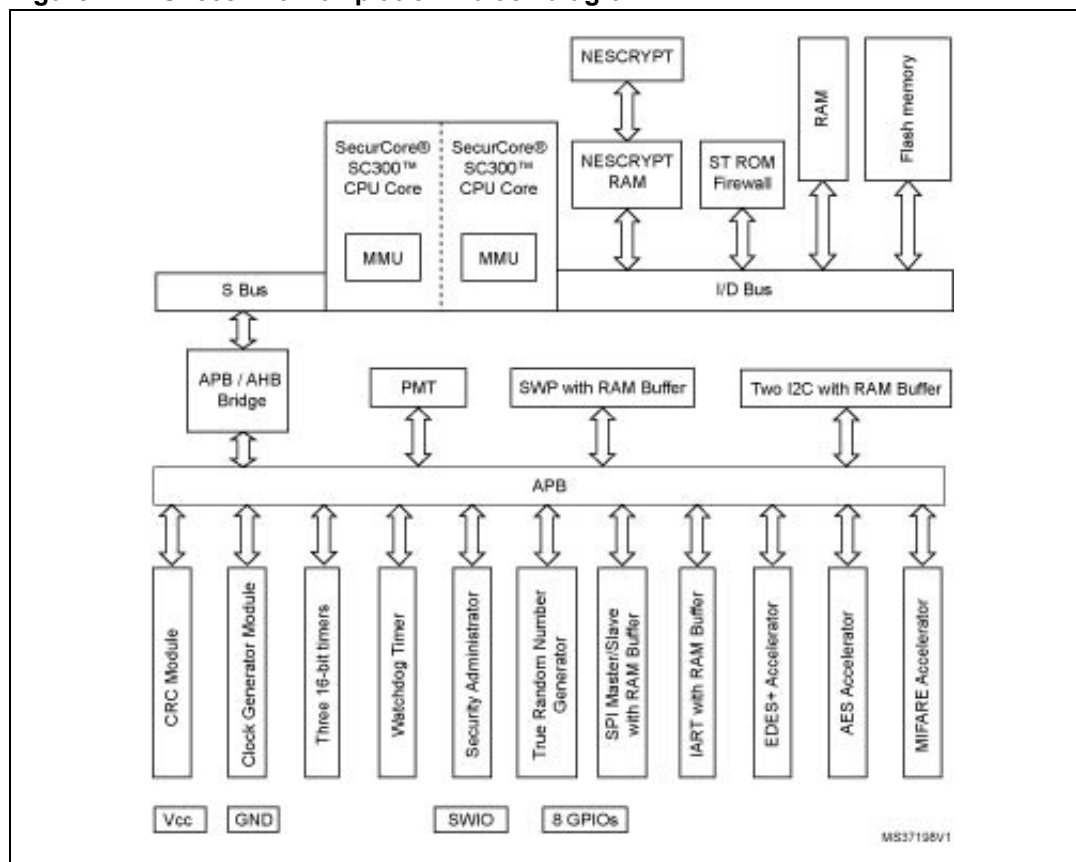 NESCRYPT
RAM
Flash memory
SecurCore®
SC300™
CPU Core
SecurCore®
SC300™
CPU Core
NESCRYPT
RAM
ST ROM
Firewall
MMU
MMU
S Bus
I/D Bus
APB / AHB
Bridge
PMT
SWP with RAM Buffer
Two I2C with RAM Buffer
APB
CRC Module
Clock Generator Module
Three 16-bit timers
Watchdog Timer
Security Administrator
True Random Number
Generator
SPI Master/Slave
with RAM Buffer
IART with RAM Buffer
EDES+ Accelerator
AES Accelerator
MIFARE Accelerator
Vcc
GND
SWIO
8 GPIOs
MS37198V1